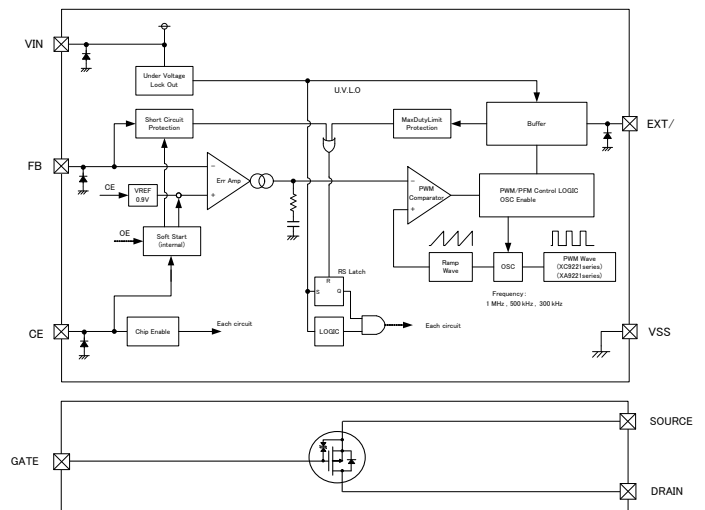 VIN
Under Voltage
Lock Out
U.V.L.O
Short Circuit
Protection
MaxDutyLimit
Protection
Buffer
EXT/
FB
CE
VREF
0.9V
−
Err Amp
+
−
PWM
Comparator
+
PWM/PFM Control LOGIC
OSC Enable
OE
Soft Start
(internal)
Ramp
Wave
OSC
PWM Wave
(XC9221series)
(XA9221series)
Frequency:
1 MHz , 500 kHz , 300 kHz
RS Latch
R
S
Q
CE
Chip Enable
Each circuit
LOGIC
Each circuit
VSS
SOURCE
GATE
DRAIN